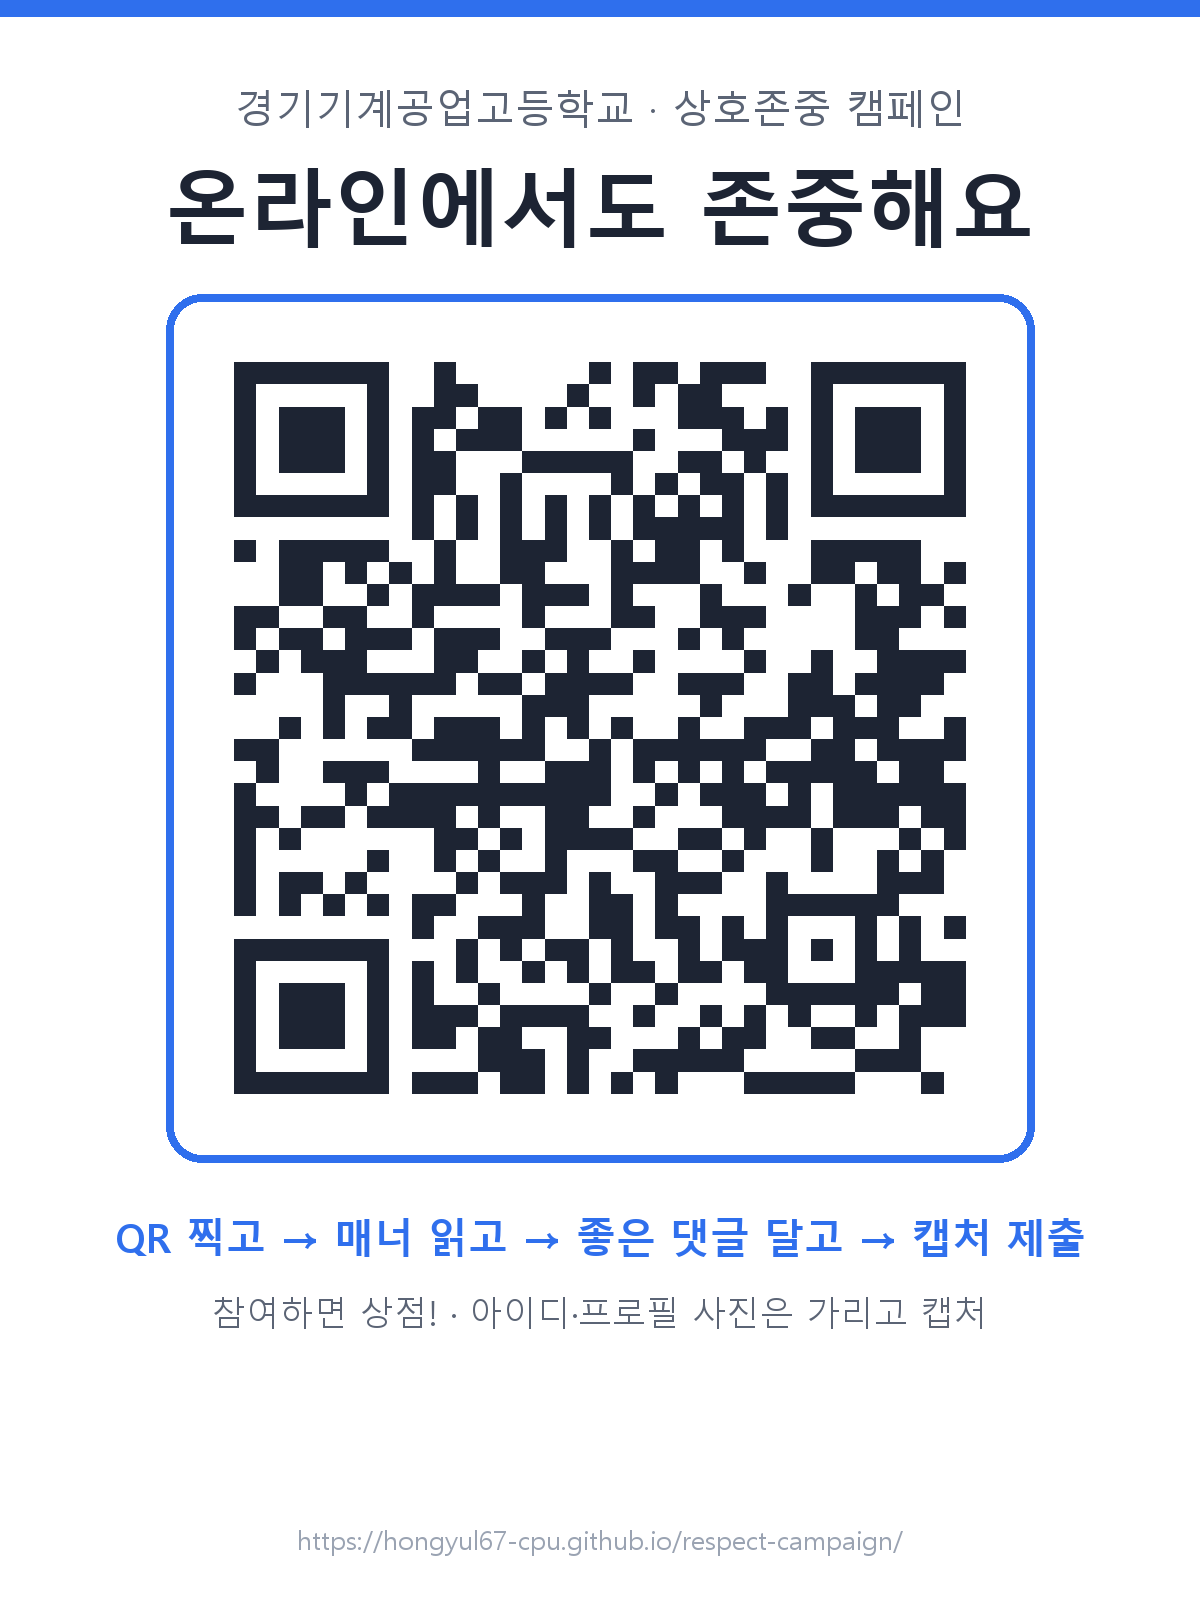 경기기계공업고등학교 · 상호존중 캠페인
온라인에서도 존중해요
QR 찍고 → 매너 읽고 → 좋은 댓글 달고 → 캡처 제출
참여하면 상점! · 아이디·프로필 사진은 가리고 캡처
https://hongyul67-cpu.github.io/respect-campaign/